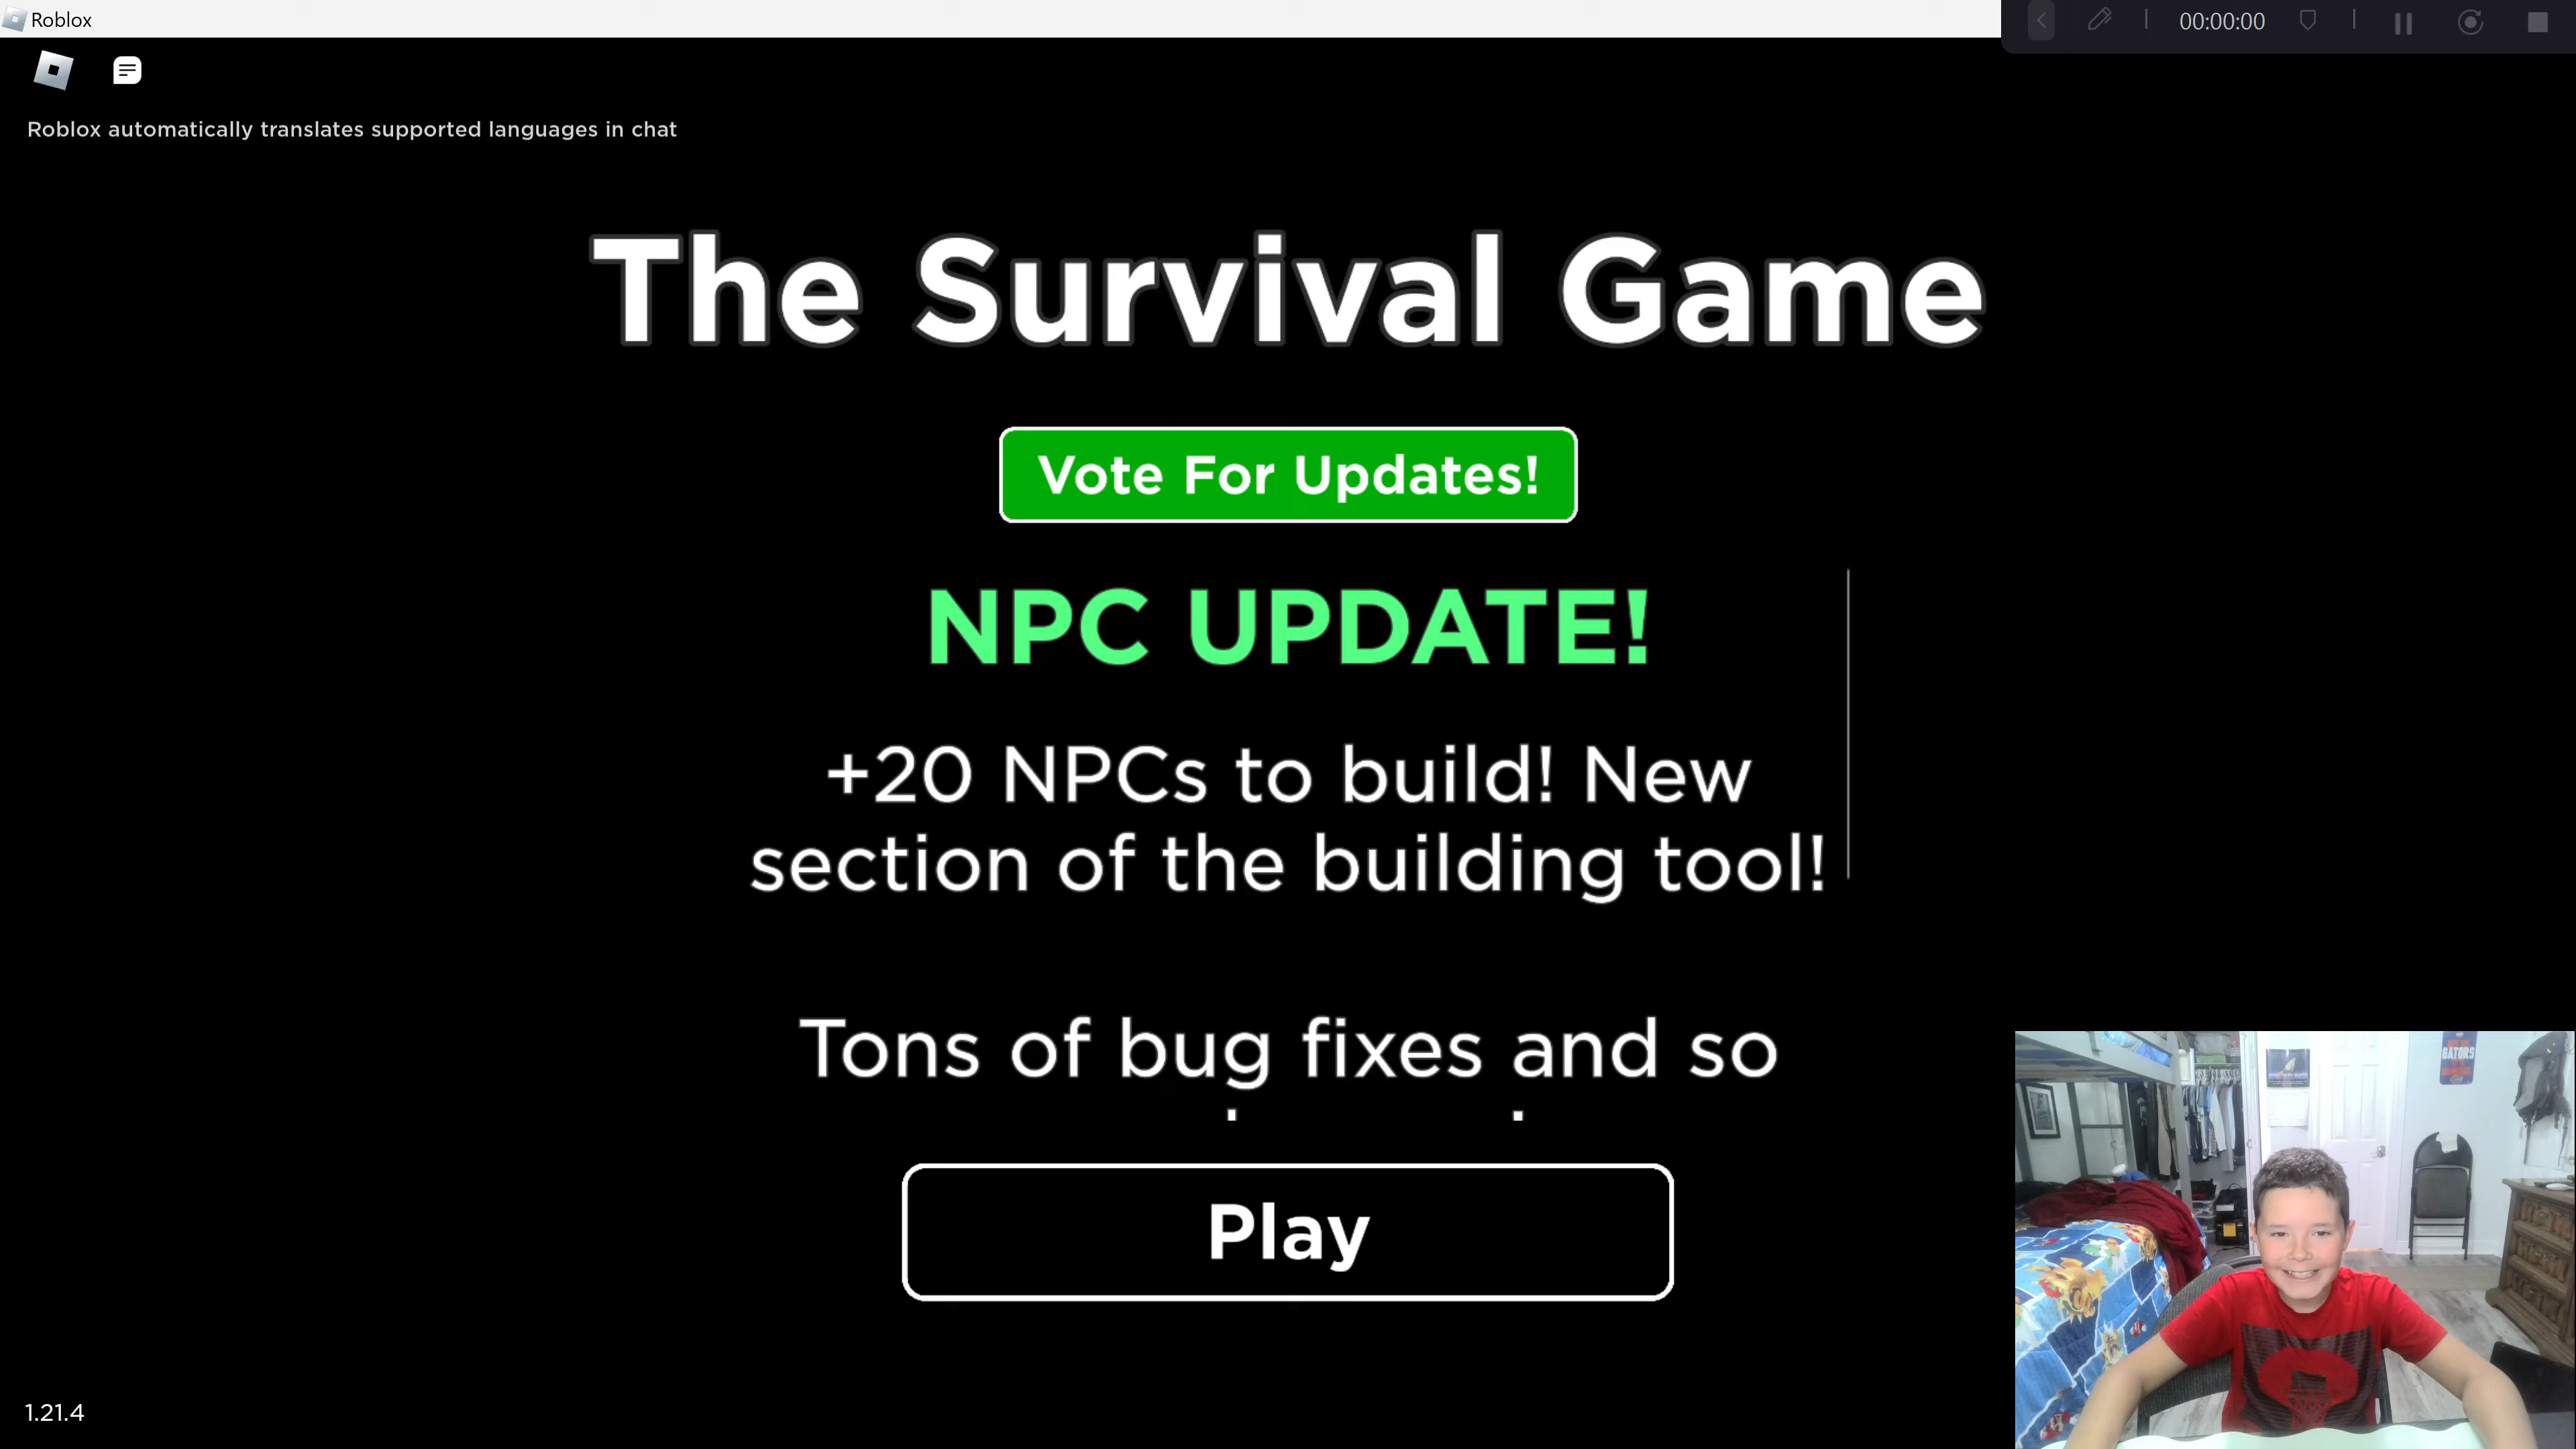 Roblox
00:00:00
Roblox automatically translates supported languages in chat
The Survival Game
Vote For Updates!
NPC UPDATE!
+20 NPCs to build! New
section of the building tool!
Tons of bug fixes and so
Play
GATORS
1.21.4